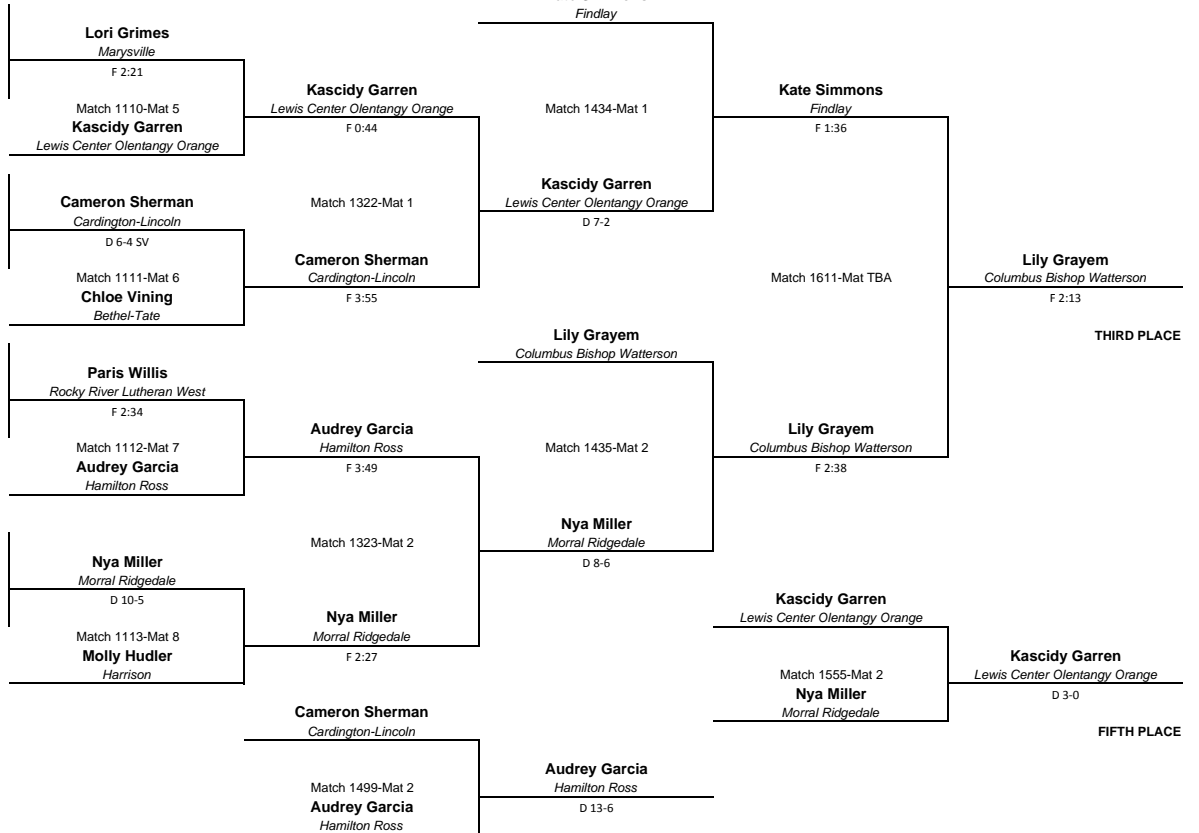 Findlay
Lori Grimes
Marysville
F 2:21
Match 1110-Mat 5
Kascidy Garren
Lewis Center Olentangy Orange
Kascidy Garren
Lewis Center Olentangy Orange
F 0:44
Match 1434-Mat 1
Kate Simmons
Findlay
F 1:36
Cameron Sherman
Cardington-Lincoln
D 6-4 SV
Match 1322-Mat 1
Kascidy Garren
Lewis Center Olentangy Orange
D 7-2
Match 1111-Mat 6
Chloe Vining
Bethel-Tate
Cameron Sherman
Cardington-Lincoln
F 3:55
Match 1611-Mat TBA
Lily Grayem
Columbus Bishop Watterson
F 2:13
THIRD PLACE
Lily Grayem
Columbus Bishop Watterson
Paris Willis
Rocky River Lutheran West
F 2:34
Match 1112-Mat 7
Audrey Garcia
Hamilton Ross
Audrey Garcia
Hamilton Ross
F 3:49
Match 1435-Mat 2
Lily Grayem
Columbus Bishop Watterson
F 2:38
Match 1323-Mat 2
Nya Miller
Morral Ridgedale
D 8-6
Nya Miller
Morral Ridgedale
D 10-5
Match 1113-Mat 8
Molly Hudler
Harrison
Nya Miller
Morral Ridgedale
F 2:27
Kascidy Garren
Lewis Center Olentangy Orange
Match 1555-Mat 2
Nya Miller
Morral Ridgedale
Kascidy Garren
Lewis Center Olentangy Orange
D 3-0
FIFTH PLACE
Cameron Sherman
Cardington-Lincoln
Match 1499-Mat 2
Audrey Garcia
Hamilton Ross
Audrey Garcia
Hamilton Ross
D 13-6